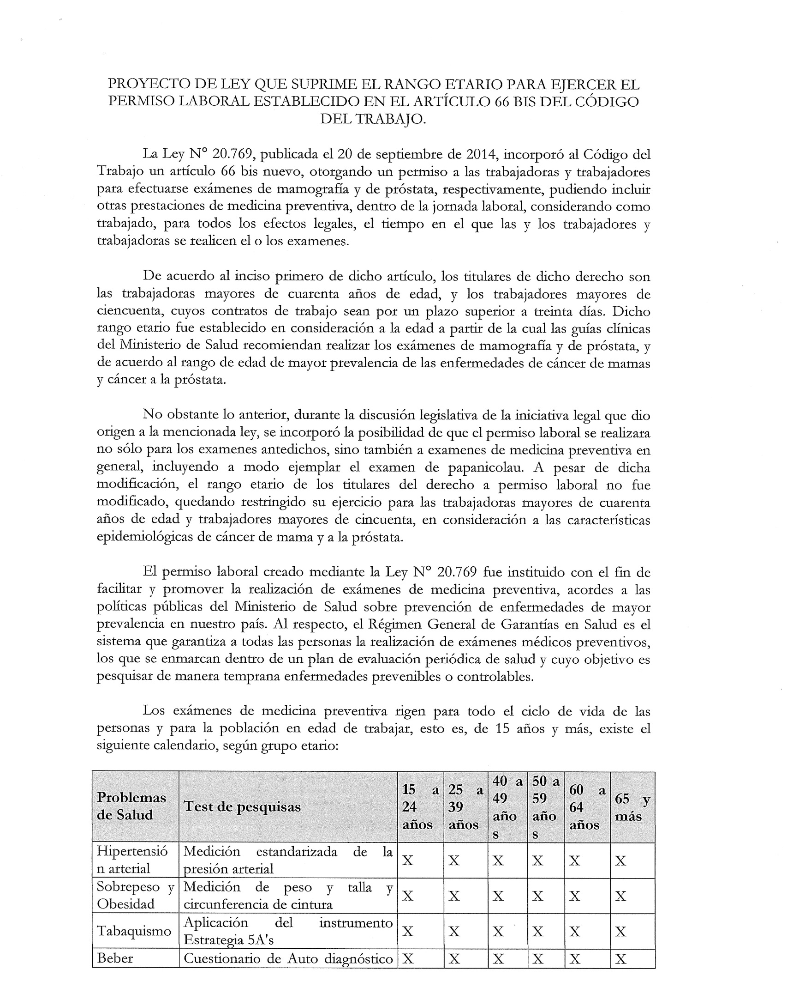 PROYECTO DE LEY QUE SUPRIME EL RANGO ETARIO PARA EJERCER EL
PERMISO LABORAL ESTABLECIDO EN EL ARTÍCULO 66 BIS DEL CÓDIGO
DEL TRABAJO.
La Ley N° 20.769, publicada el 20 de septiembre de 2014, incorporó al Código del
Trabajo un artículo 66 bis nuevo, otorgando un permiso a las trabajadoras y trabajadores
para efectuarse exámenes de mamografía y de próstata, respectivamente, pudiendo incluir
otras prestaciones de medicina preventiva, dentro de la jornada laboral, considerando como
trabajado, para todos los efectos legales, el tiempo en el que las y los trabajadores y
trabajadoras se realicen el o los examenes.
De acuerdo al inciso primero de dicho artículo, los titulares de dicho derecho son
las trabajadoras mayores de cuarenta años de edad, y los trabajadores mayores de
ciencuenta, cuyos contratos de trabajo sean por un plazo superior a treinta días. Dicho
rango etario fue establecido en consideración a la edad a partir de la cual las guías clínicas
del Ministerio de Salud recomiendan realizar los exámenes de mamografía y de próstata, y
de acuerdo al rango de edad de mayor prevalencia de las enfermedades de cáncer de mamas
y cáncer a la próstata.
No obstante lo anterior, durante la discusión legislativa de la iniciativa legal que dio
origen a la mencionada ley, se incorporó la posibilidad de que el permiso laboral se realizara
no sólo para los examenes antedichos, sino también a examenes de medicina preventiva en
general, incluyendo a modo ejemplar el examen de papanicolau. A pesar de dicha
modificación, el rango etario de los titulares del derecho a permiso laboral no fue
modificado, quedando restringido su ejercicio para las trabajadoras mayores de cuarenta
años de edad y trabajadores mayores de cincuenta, en consideración a las características
epidemiológicas de cáncer de mama y a la próstata.
El permiso laboral creado mediante la Ley N° 20.769 fue instituido con el fin de
facilitar y promover la realización de exámenes de medicina preventiva, acordes a las
políticas públicas del Ministerio de Salud sobre prevención de enfermedades de mayor
prevalencia en nuestro país. Al respecto, el Régimen General de Garantías en Salud es el
sistema que garantiza a todas las personas la realización de exámenes médicos preventivos,
los que se enmarcan dentro de un plan de evaluación periódica de salud y cuyo objetivo es
pesquisar de manera temprana enfermedades prevenibles o controlables.
Los exámenes de medicina preventiva rigen para todo el ciclo de vida de las
personas y para la población en edad de trabajar, esto es, de 15 años y más, existe el
siguiente calendario, según grupo etario:
Problemas
de Salud
Test de pesquisas
15 a
24
años
25 a
39
años
40 a
49
año
s
50 a
59
año
s
60 a
64
años
65 y
más
Hipertensió
n arterial
Medición estandarizada de la
presión arterial
X X X X X X
Sobrepeso y
Obesidad
Medición de peso y talla y
circunferencia de cintura
X X X X X X
Tabaquismo
Aplicación del instrumento
Estrategia 5A's
X X X X X X
Beber
Cuestionario de Auto diagnóstico
X X X X X X